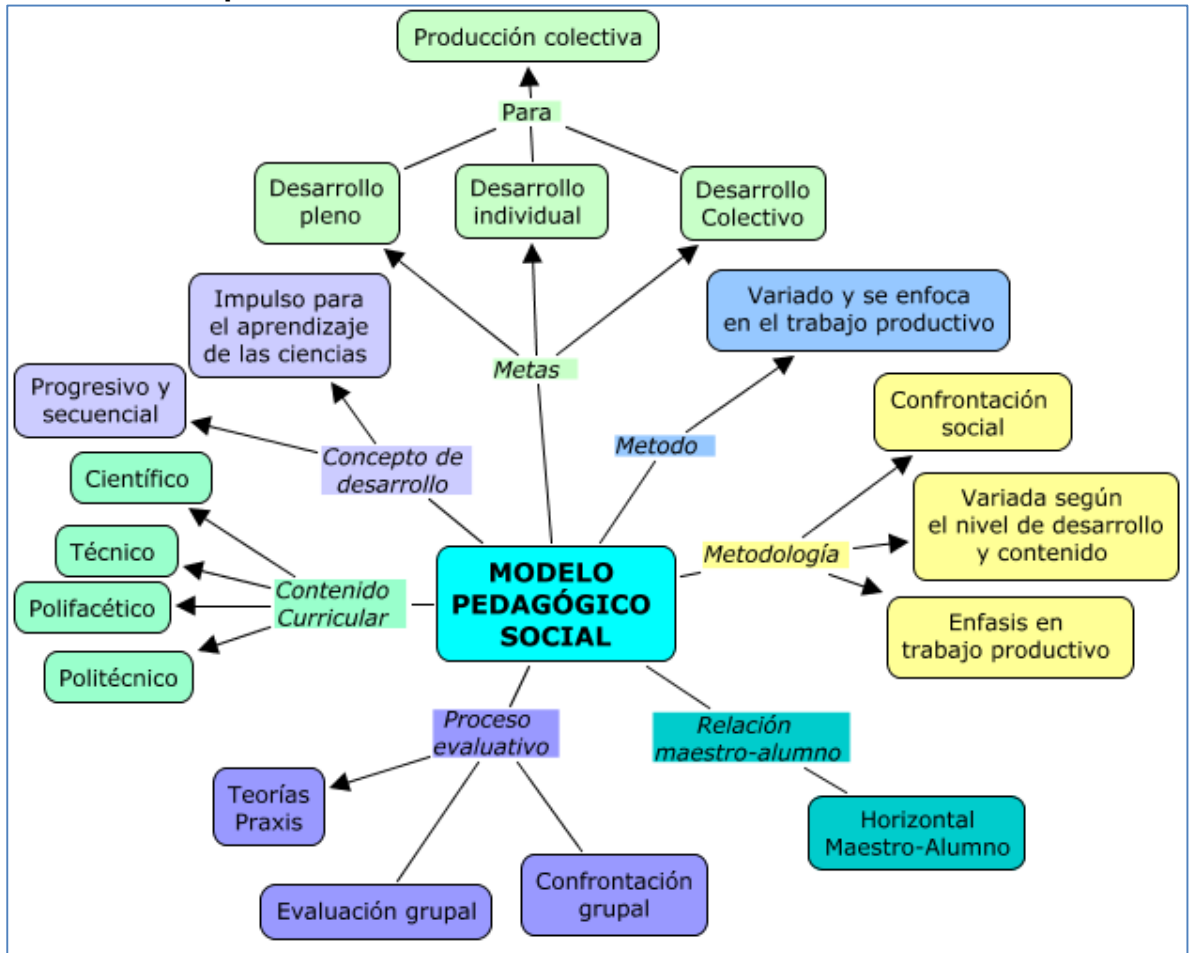 Producción colectiva
Para
Desarrollo
pleno
Desarrollo
individual
Desarrollo
Colectivo
Impulso para
el aprendizaje
de las ciencias
Variado y se enfoca
en el trabajo productivo
Metas
Progresivo y
secuencial
Confrontación
social
Concepto de
desarrollo
Metodo
Científico
Variada según
el nivel de desarrollo
y contenido
Técnico
Metodología
Contenido
Curricular
MODELO
PEDAGÓGICO
SOCIAL
Polifacético
Enfasis en
trabajo productivo
Politécnico
Proceso
evaluativo
Relación
maestro-alumno
Teorías
Praxis
Horizontal
Maestro-Alumno
Evaluación grupal
Confrontación
grupal